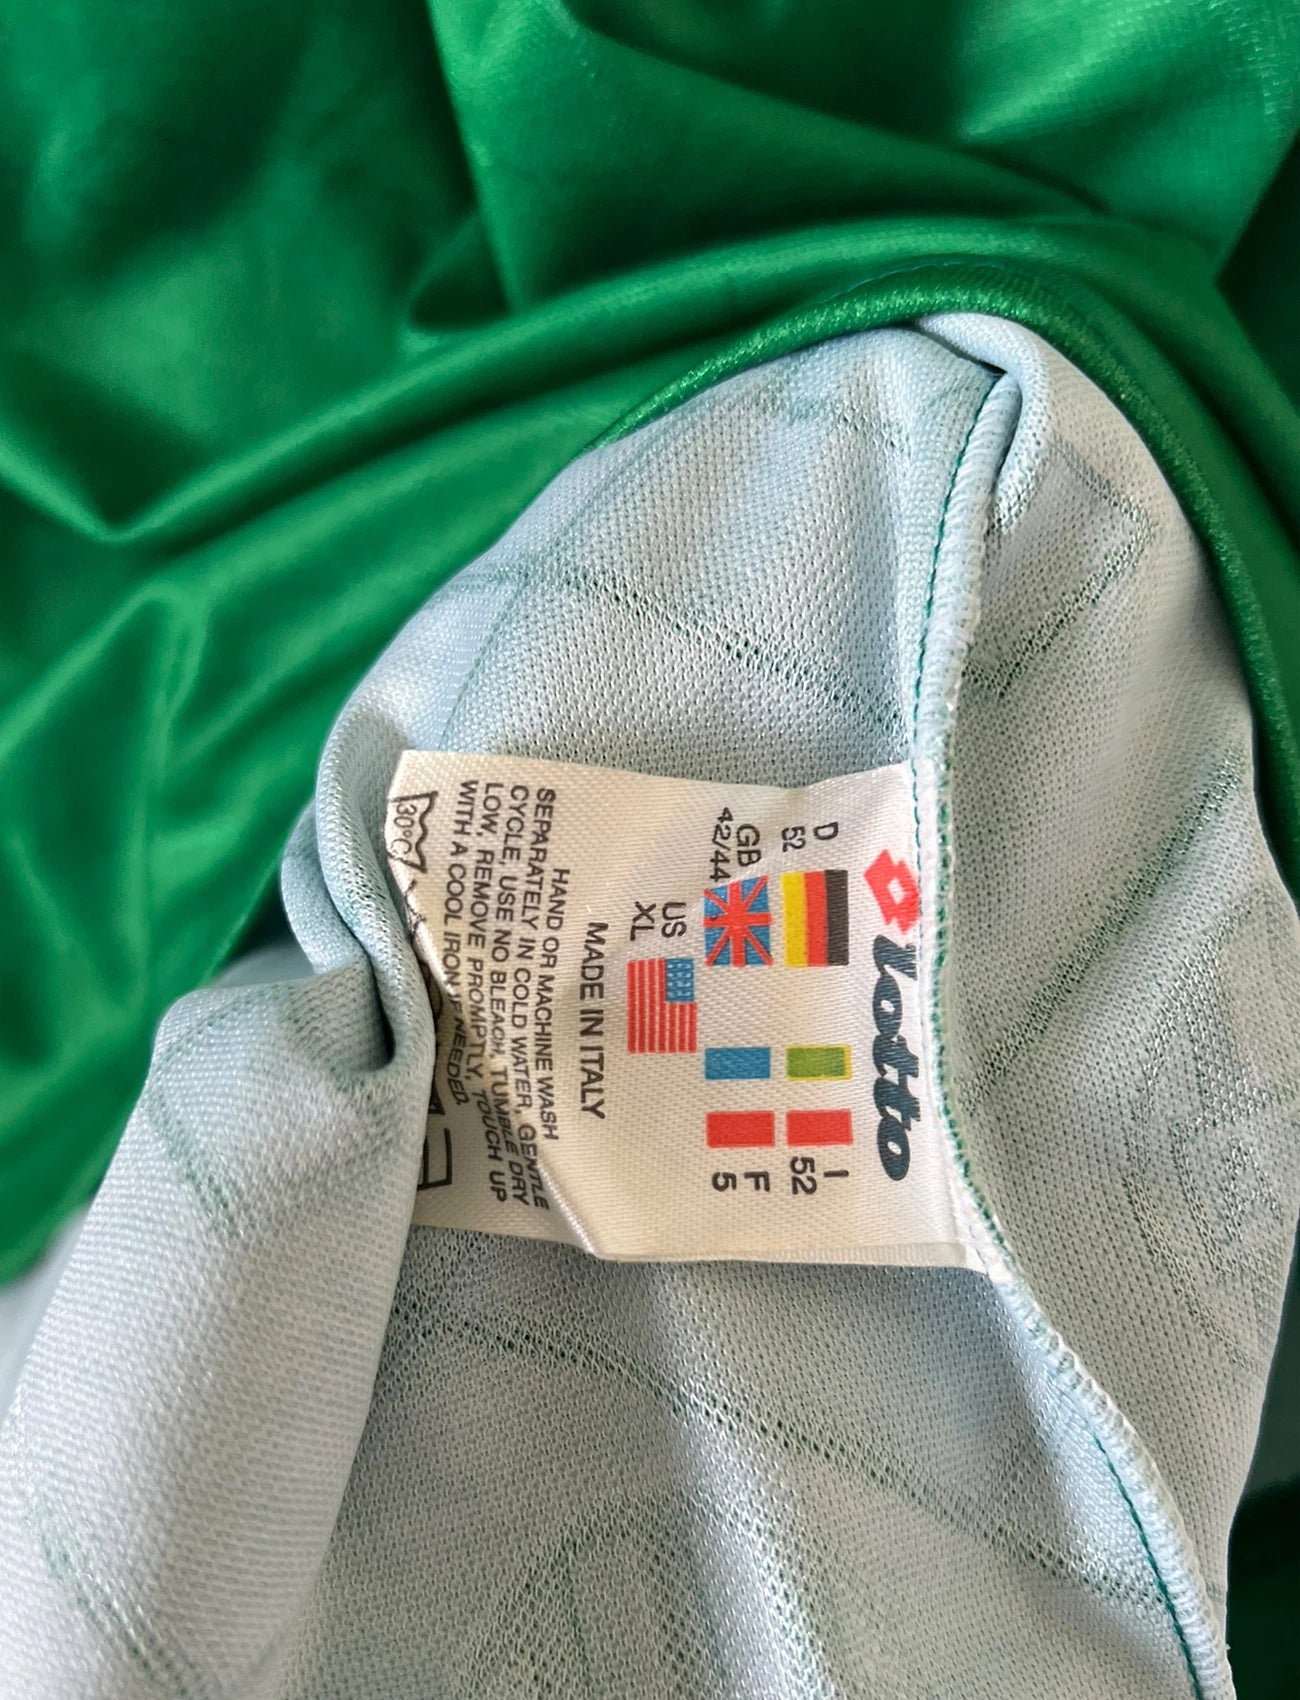 Lotto
D
52
I
52
GB
42/44
F
5
US
XL
MADE IN ITALY
HAND OR MACHINE WASH
SEPARATELY IN COLD WATER, GENTLE
CYCLE, USE NO BLEACH, TUMBLE DRY
LOW, REMOVE PROMPTLY, TOUCH UP
WITH A COOL IRON IF NEEDED
30°C